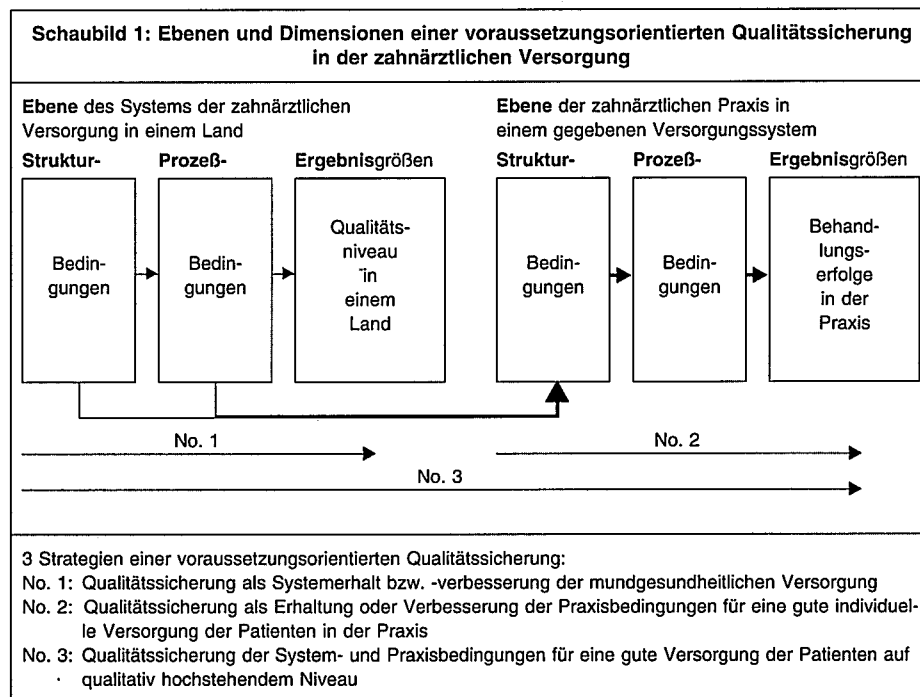 Schaubild 1: Ebenen und Dimensionen einer voraussetzungsorientierten Qualitätssicherung
in der zahnärztlichen Versorgung
Ebene des Systems der zahnärztlichen
Versorgung in einem Land
Struktur- Prozeß- Ergebnisgrößen
Bedin-
gungen
Bedin-
gungen
Qualitäts-
niveau
in
einem
Land
Ebene der zahnärztlichen Praxis in
einem gegebenen Versorgungssystem
Struktur- Prozeß- Ergebnisgrößen
Bedin-
gungen
Bedin-
gungen
Behand-
lungs-
erfolge
in der
Praxis
No. 1
No. 2
No. 3
3 Strategien einer voraussetzungsorientierten Qualitätssicherung:
No. 1: Qualitätssicherung als Systemerhalt bzw. -verbesserung der mundgesundheitlichen Versorgung
No. 2: Qualitätssicherung als Erhaltung oder Verbesserung der Praxisbedingungen für eine gute individuel-
le Versorgung der Patienten in der Praxis
No. 3: Qualitätssicherung der System- und Praxisbedingungen für eine gute Versorgung der Patienten auf
qualitativ hochstehendem Niveau